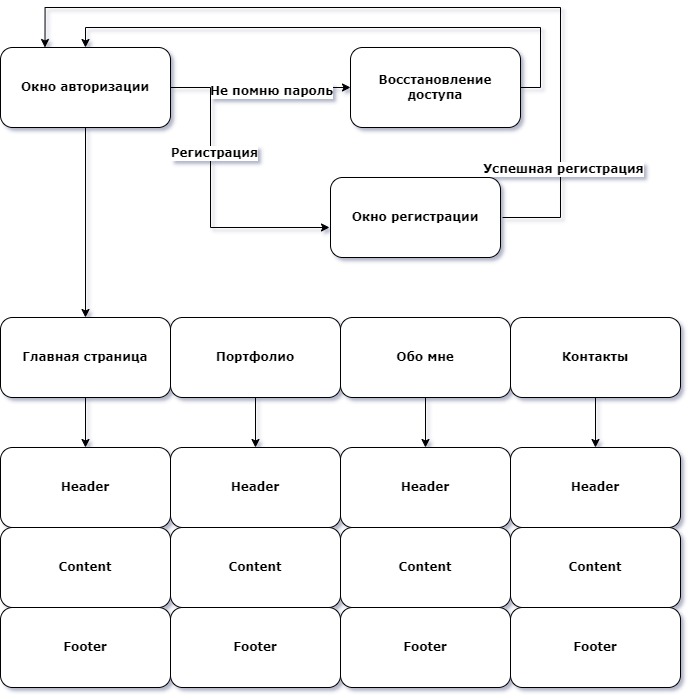 Окно авторизации
Не помню пароль
Восстановление
доступа
Регистрация
Успешная регистрация
Окно регистрации
Главная страница
Портфолио
Обо мне
Контакты
Header
Header
Header
Header
Content
Content
Content
Content
Footer
Footer
Footer
Footer